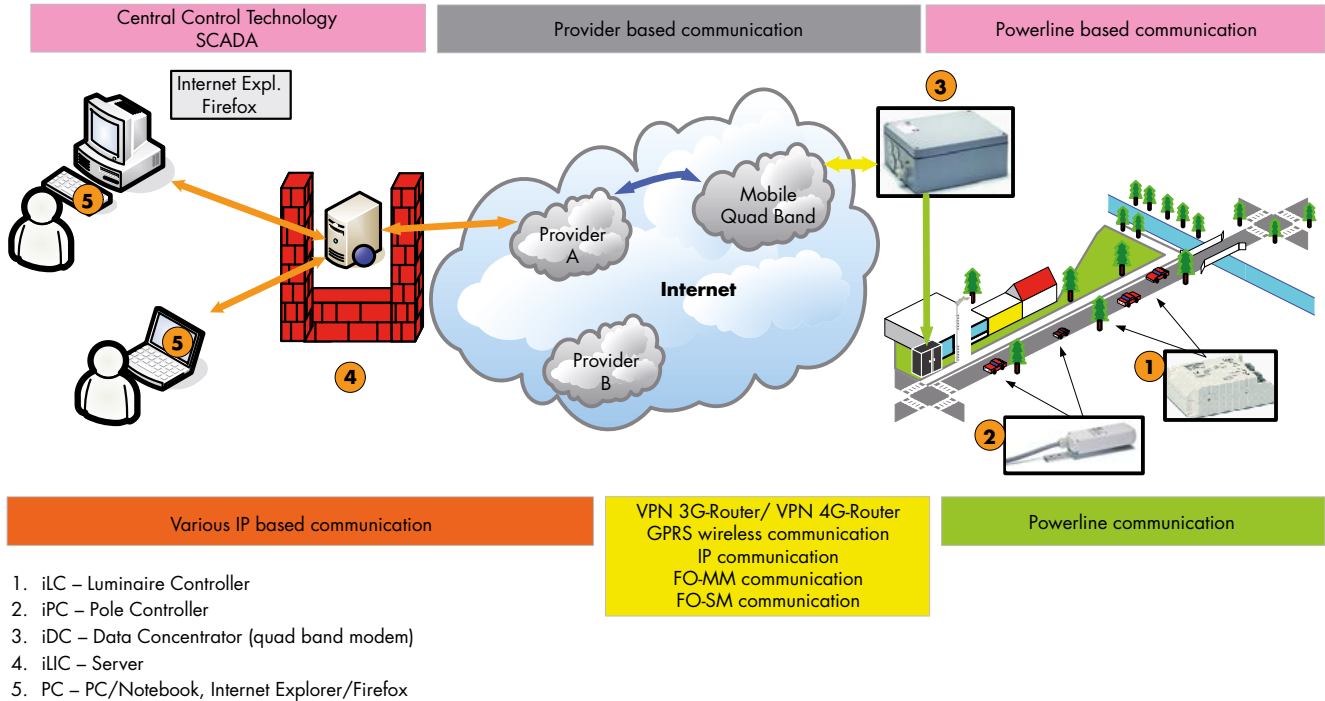 Central Control Technology
SCADA
Provider based communication
Powerline based communication
Internet Expl.
Firefox
3
5
Mobile
Quad Band
Provider
A
Internet
5
4
Provider
B
1
2
Various IP based communication
VPN 3G-Router/ VPN 4G-Router
GPRS wireless communication
IP communication
FO-MM communication
FO-SM communication
Powerline communication
1. iLC – Luminaire Controller
2. iPC – Pole Controller
3. iDC – Data Concentrator (quad band modem)
4. iLIC – Server
5. PC – PC/Notebook, Internet Explorer/Firefox